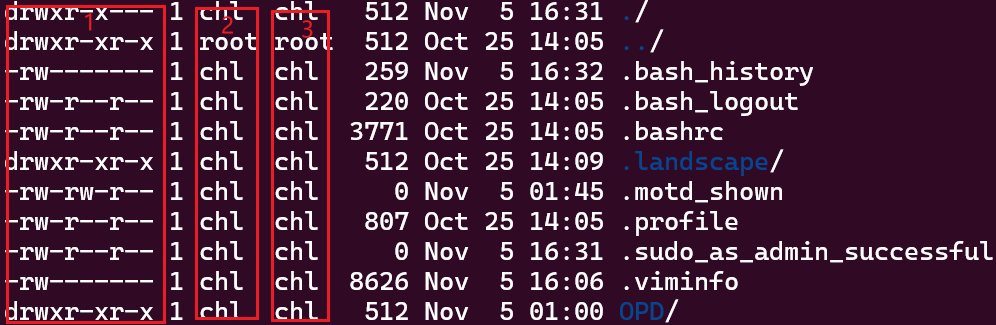 1 2 3
drwxr-x--- 1 chl chl 512 Nov 5 16:31 ./
drwxr-xr-x 1 root root 512 Oct 25 14:05 ../
-rw------- 1 chl chl 259 Nov 5 16:32 .bash_history
-rw-r--r-- 1 chl chl 220 Oct 25 14:05 .bash_logout
-rw-r--r-- 1 chl chl 3771 Oct 25 14:05 .bashrc
drwxr-xr-x 1 chl chl 512 Oct 25 14:09 .landscape/
-rw-rw-r-- 1 chl chl 0 Nov 5 01:45 .motd_shown
-rw-r--r-- 1 chl chl 807 Oct 25 14:05 .profile
-rw-r--r-- 1 chl chl 0 Nov 5 16:31 .sudo_as_admin_successful
-rw------- 1 chl chl 8626 Nov 5 16:06 .viminfo
drwxr-xr-x 1 chl chl 512 Nov 5 01:00 OPD/